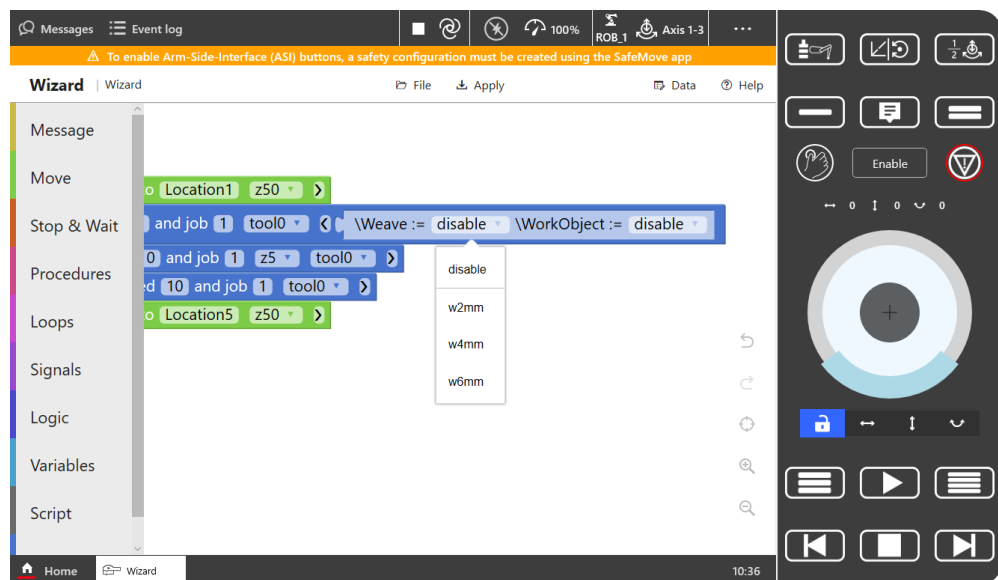 Messages Event log 100% ROB_1 Axis 1-3 ...
To enable Arm-Side-Interface (ASI) buttons, a safety configuration must be created using the SafeMove app
Wizard | Wizard File Apply Data Help
Message
Move
Stop & Wait
Procedures
Loops
Signals
Logic
Variables
Script
o Location1 z50
and job 1 tool0 \Weave := disable \WorkObject := disable
0 and job 1 z5 tool0
ed 10 and job 1 tool0
o Location5 z50
disable
w2mm
w4mm
w6mm
Home Wizard 10:36
1/2
Enable
0 0 0